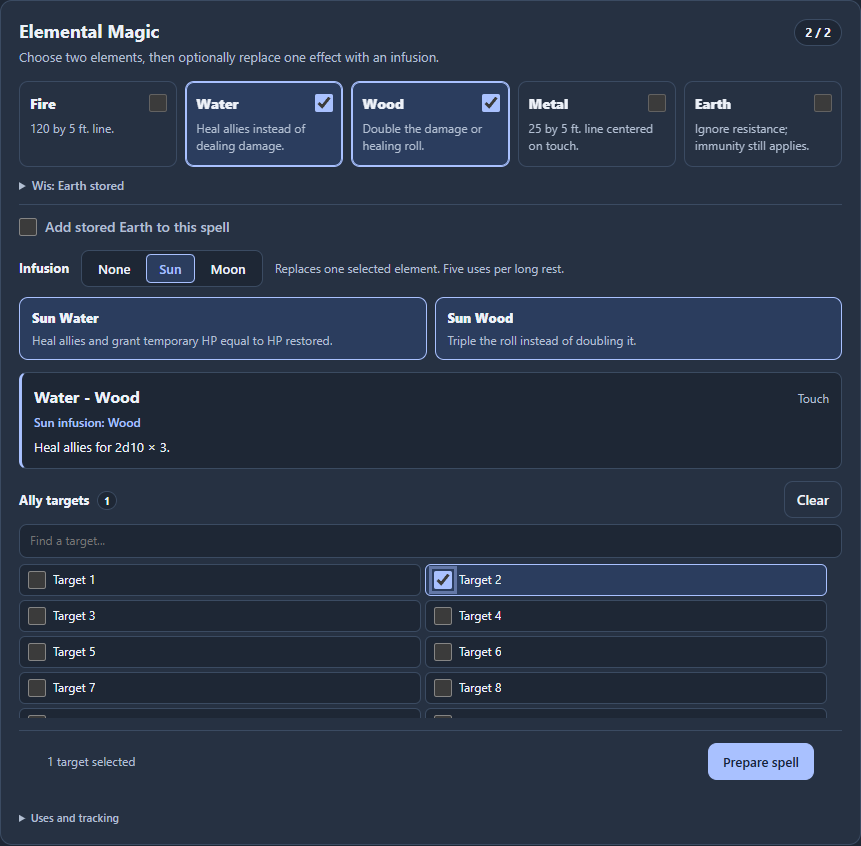 Elemental Magic
2 / 2
Choose two elements, then optionally replace one effect with an infusion.
Fire
120 by 5 ft. line.
Water
Heal allies instead of
dealing damage.
Wood
Double the damage or
healing roll.
Metal
25 by 5 ft. line centered
on touch.
Earth
Ignore resistance;
immunity still applies.
Wis: Earth stored
Add stored Earth to this spell
Infusion
None
Sun
Moon
Replaces one selected element. Five uses per long rest.
Sun Water
Heal allies and grant temporary HP equal to HP restored.
Sun Wood
Triple the roll instead of doubling it.
Water - Wood
Touch
Sun infusion: Wood
Heal allies for 2d10 × 3.
Ally targets 1
Clear
Find a target...
Target 1
Target 2
Target 3
Target 4
Target 5
Target 6
Target 7
Target 8
1 target selected
Prepare spell
Uses and tracking